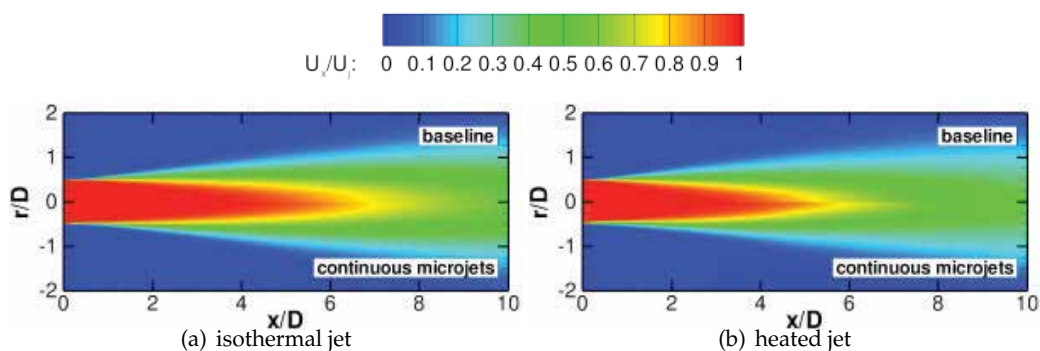 U_x/U_j: 0 0.1 0.2 0.3 0.4 0.5 0.6 0.7 0.8 0.9 1
2
1
0
-1
-2
r/D
baseline
continuous microjets
0 2 4 6 8 10
x/D
(a) isothermal jet
2
1
0
-1
-2
r/D
baseline
continuous microjets
0 2 4 6 8 10
x/D
(b) heated jet